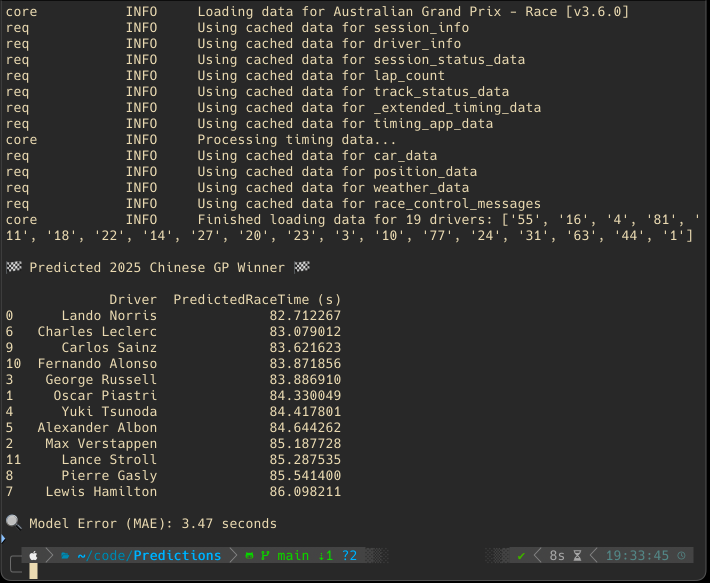 core           INFO     Loading data for Australian Grand Prix - Race [v3.6.0]
req            INFO     Using cached data for session_info
req            INFO     Using cached data for driver_info
req            INFO     Using cached data for session_status_data
req            INFO     Using cached data for lap_count
req            INFO     Using cached data for track_status_data
req            INFO     Using cached data for _extended_timing_data
req            INFO     Using cached data for timing_app_data
core           INFO     Processing timing data...
req            INFO     Using cached data for car_data
req            INFO     Using cached data for position_data
req            INFO     Using cached data for weather_data
req            INFO     Using cached data for race_control_messages
core           INFO     Finished loading data for 19 drivers: ['55', '16', '4', '81', '
11', '18', '22', '14', '27', '20', '23', '3', '10', '77', '24', '31', '63', '44', '1']
🏁 Predicted 2025 Chinese GP Winner 🏁
Driver  PredictedRaceTime (s)
0      Lando Norris              82.712267
6   Charles Leclerc              83.079012
9      Carlos Sainz              83.621623
10  Fernando Alonso              83.871856
3    George Russell              83.886910
1     Oscar Piastri              84.330049
4      Yuki Tsunoda              84.417801
5   Alexander Albon              84.644262
2    Max Verstappen              85.187728
11     Lance Stroll              85.287535
8      Pierre Gasly              85.541400
7    Lewis Hamilton              86.098211
🔍 Model Error (MAE): 3.47 seconds
~/code/Predictions main ↓1 ?2 ✔ 8s 19:33:45